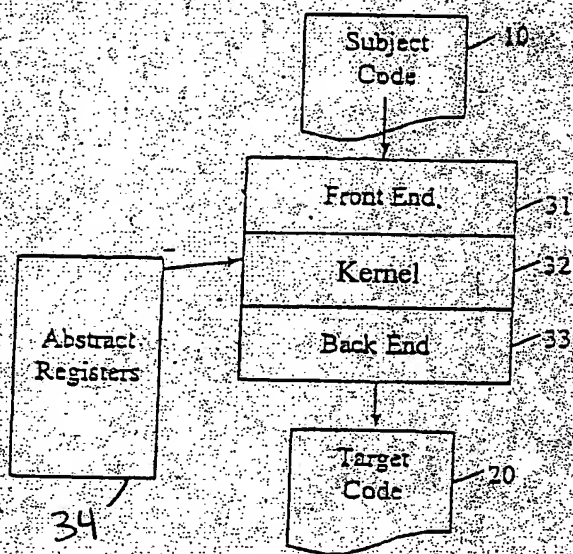 Subject
Code
10
Front End
31
Kernel
32
Abstract
Registers
Back End
33
34
Target
Code
20